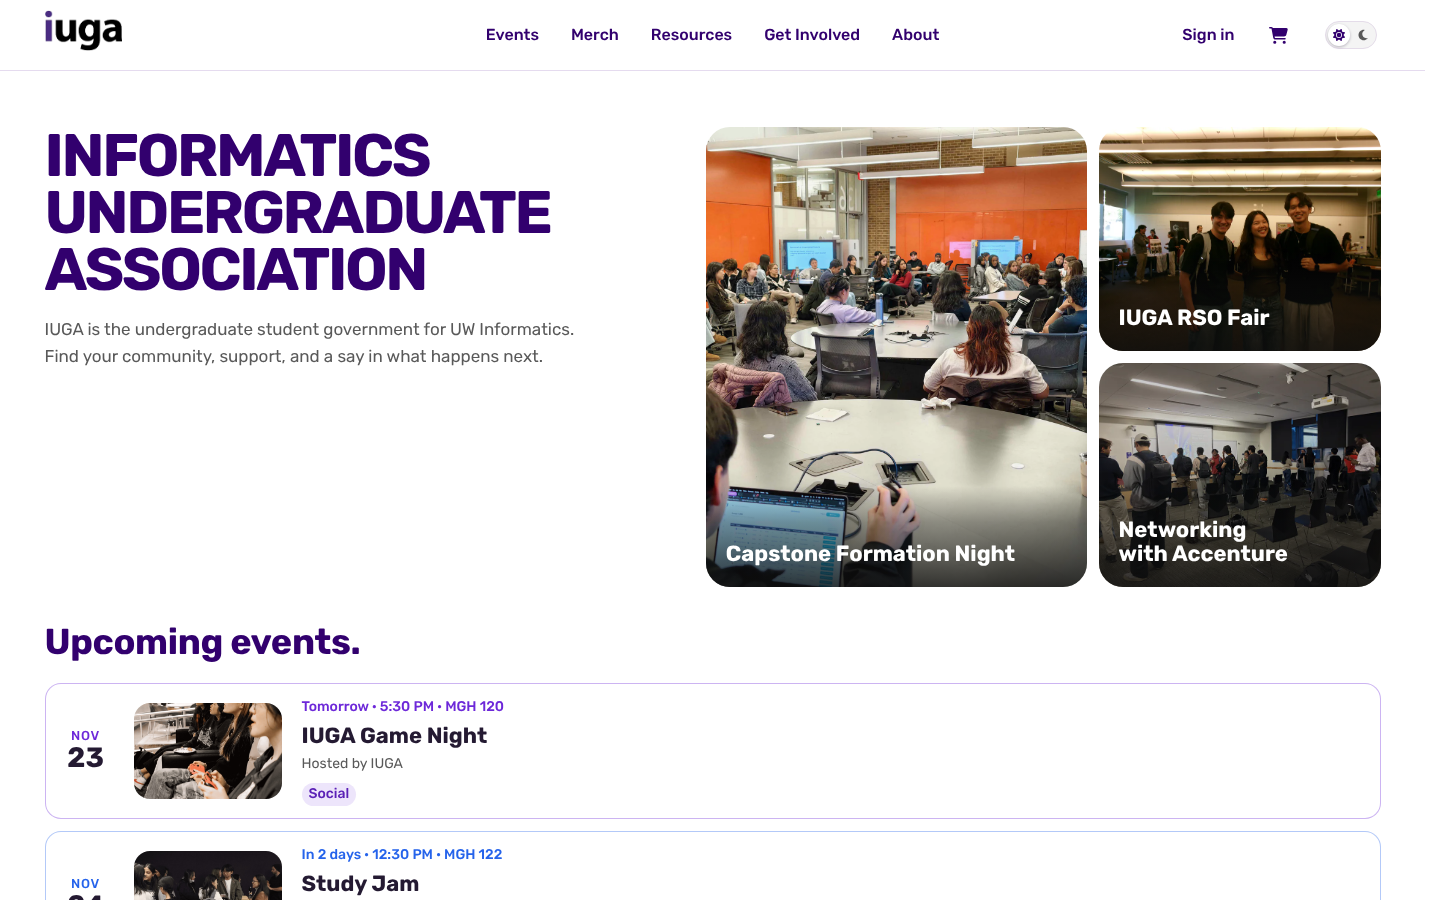 iuga
Events
Merch
Resources
Get Involved
About
Sign in
INFORMATICS
UNDERGRADUATE
ASSOCIATION
IUGA is the undergraduate student government for UW Informatics.
Find your community, support, and a say in what happens next.
Capstone Formation Night
IUGA RSO Fair
Networking
with Accenture
Upcoming events.
NOV
23
Tomorrow • 5:30 PM • MGH 120
IUGA Game Night
Hosted by IUGA
Social
NOV
In 2 days • 12:30 PM • MGH 122
Study Jam